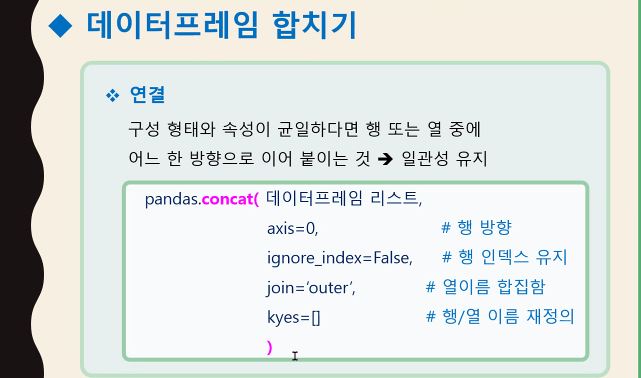 ◆ 데이터프레임 합치기
❖ 연결
구성 형태와 속성이 균일하다면 행 또는 열 중에
어느 한 방향으로 이어 붙이는 것 ➔ 일관성 유지
pandas.concat( 데이터프레임 리스트,
axis=0, # 행 방향
ignore_index=False, # 행 인덱스 유지
join=‘outer’, # 열이름 합집함
kyes=[] # 행/열 이름 재정의
)